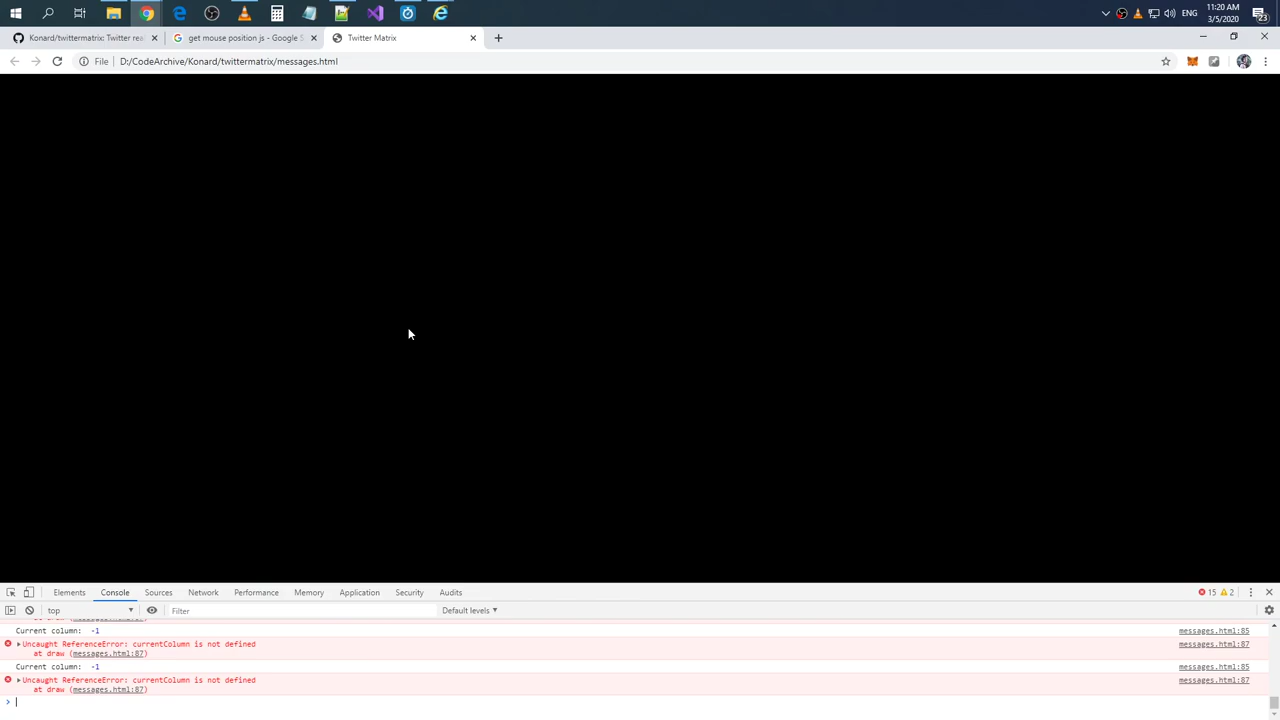 11:20 AM
ENG
3/5/2020
23
Konard/twittermatrix: Twitter rea
get mouse position js - Google S
Twitter Matrix
File
D:/CodeArchive/Konard/twittermatrix/messages.html
Elements
Console
Sources
Network
Performance
Memory
Application
Security
Audits
15
2
top
Filter
Default levels
Current column: -1 messages.html:85
Uncaught ReferenceError: currentColumn is not defined messages.html:87
at draw (messages.html:87)
Current column: -1 messages.html:85
Uncaught ReferenceError: currentColumn is not defined messages.html:87
at draw (messages.html:87)